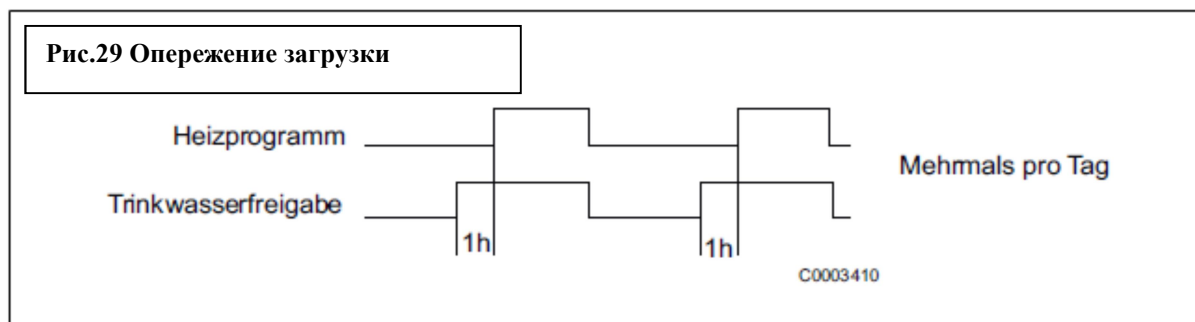 Рис.29 Опережение загрузки
Heizprogramm
Mehrmals pro Tag
Trinkwasserfreigabe
1h
1h
C0003410